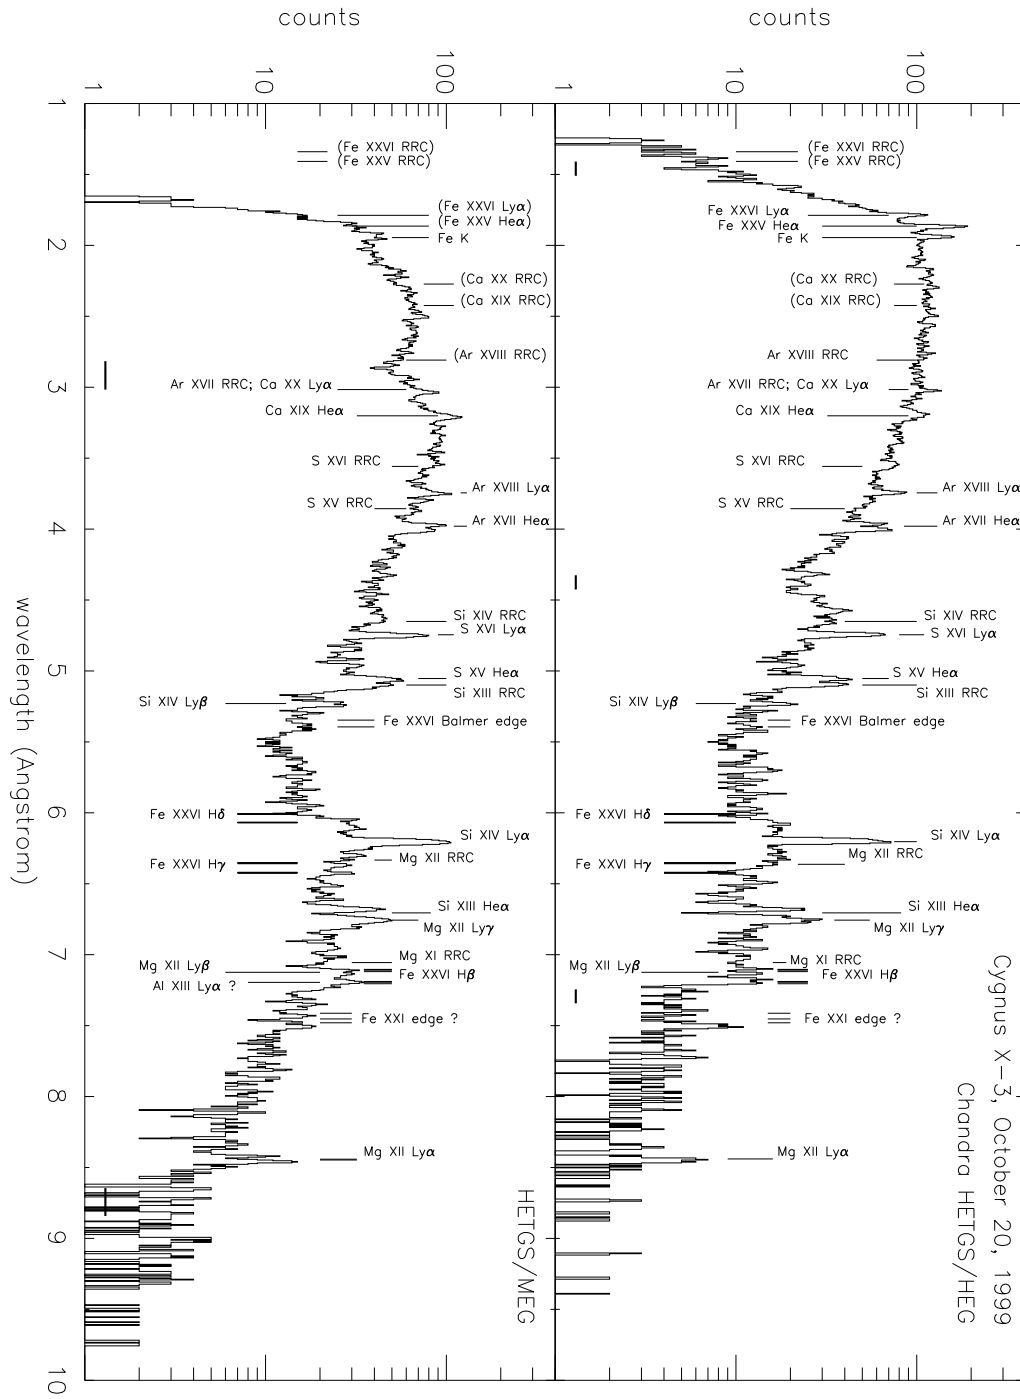 counts
counts
1
10
100
1
10
100
(Fe XXVI RRC)
(Fe XXV RRC)
(Fe XXVI Lyα)
(Fe XXV Heα)
Fe K
(Ca XX RRC)
(Ca XIX RRC)
(Ar XVIII RRC)
Ar XVII RRC; Ca XX Lyα
Ca XIX Heα
S XVI RRC
Ar XVIII Lyα
S XV RRC
Ar XVII Heα
Si XIV RRC
S XVI Lyα
S XV Heα
Si XIII RRC
Si XIV Lyβ
Fe XXVI Balmer edge
Fe XXVI Hδ
Si XIV Lyα
Mg XII RRC
Fe XXVI Hγ
Si XIII Heα
Mg XII Lyγ
Mg XI RRC
Mg XII Lyβ
Fe XXVI Hβ
Al XIII Lyα ?
Fe XXI edge ?
Mg XII Lyα
HETGS/MEG
(Fe XXVI RRC)
(Fe XXV RRC)
Fe XXVI Lyα
Fe XXV Heα
Fe K
(Ca XX RRC)
(Ca XIX RRC)
Ar XVIII RRC
Ar XVII RRC; Ca XX Lyα
Ca XIX Heα
S XVI RRC
Ar XVIII Lyα
S XV RRC
Ar XVII Heα
Si XIV RRC
S XVI Lyα
S XV Heα
Si XIII RRC
Si XIV Lyβ
Fe XXVI Balmer edge
Fe XXVI Hδ
Si XIV Lyα
Mg XII RRC
Fe XXVI Hγ
Si XIII Heα
Mg XII Lyγ
Mg XI RRC
Mg XII Lyβ
Fe XXVI Hβ
Fe XXI edge ?
Mg XII Lyα
Cygnus X-3, October 20, 1999
Chandra HETGS/HEG
1
2
3
4
5
6
7
8
9
10
wavelength (Angstrom)